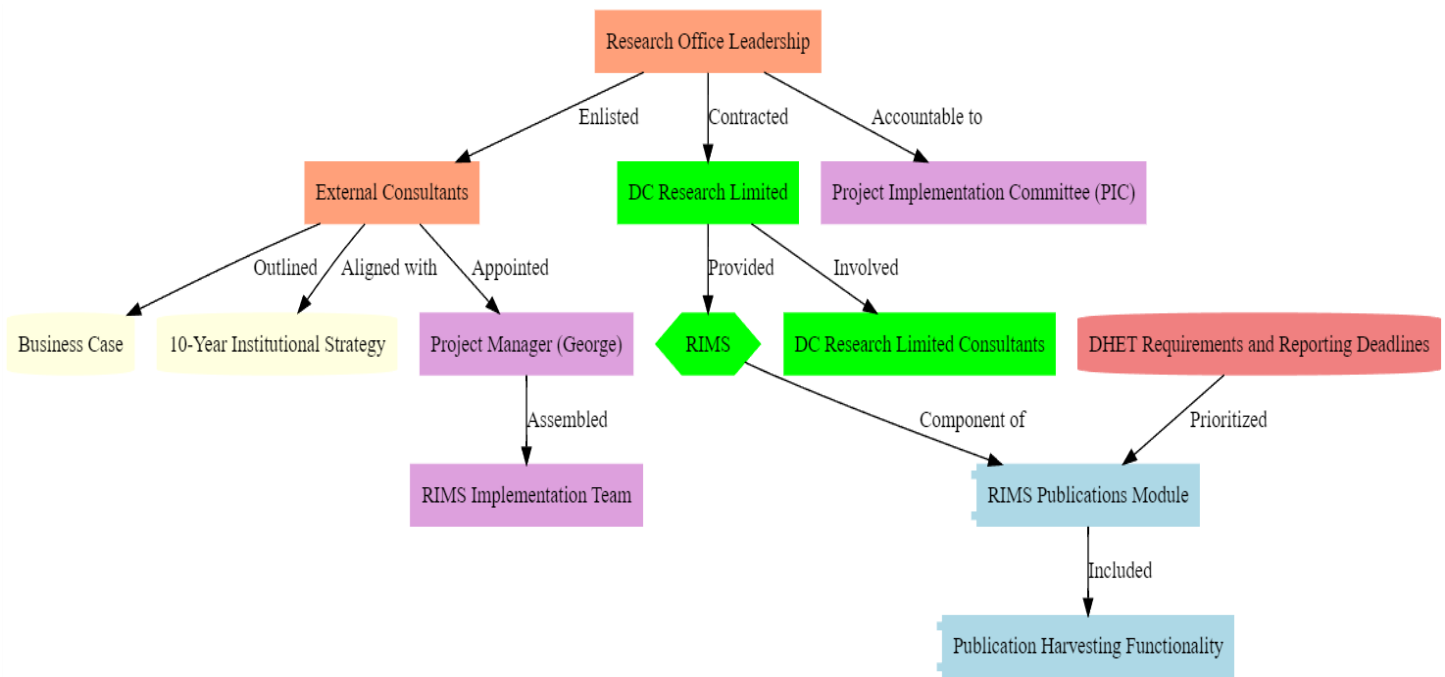 Research Office Leadership
Enlisted
Contracted
Accountable to
External Consultants
DC Research Limited
Project Implementation Committee (PIC)
Outlined
Aligned with
Appointed
Provided
Involved
Business Case
10-Year Institutional Strategy
Project Manager (George)
RIMS
DC Research Limited Consultants
DHET Requirements and Reporting Deadlines
Assembled
Component of
Prioritized
RIMS Implementation Team
RIMS Publications Module
Included
Publication Harvesting Functionality